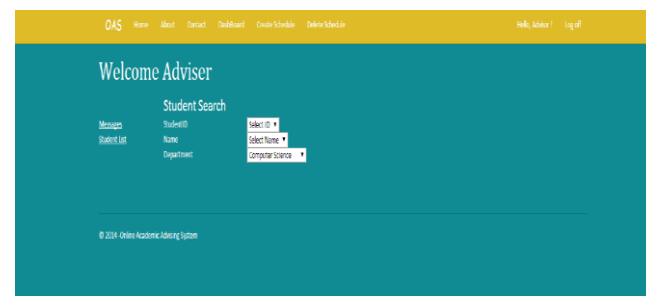 OAS Home About Contact DashBoard Create Schedule Delete Schedule Hello, Advisor ! Log off
Welcome Adviser
Student Search
Messages StudentID Select ID
Student List Name Select Name
Department Computer Science
© 2014 -Online Academic Advising System